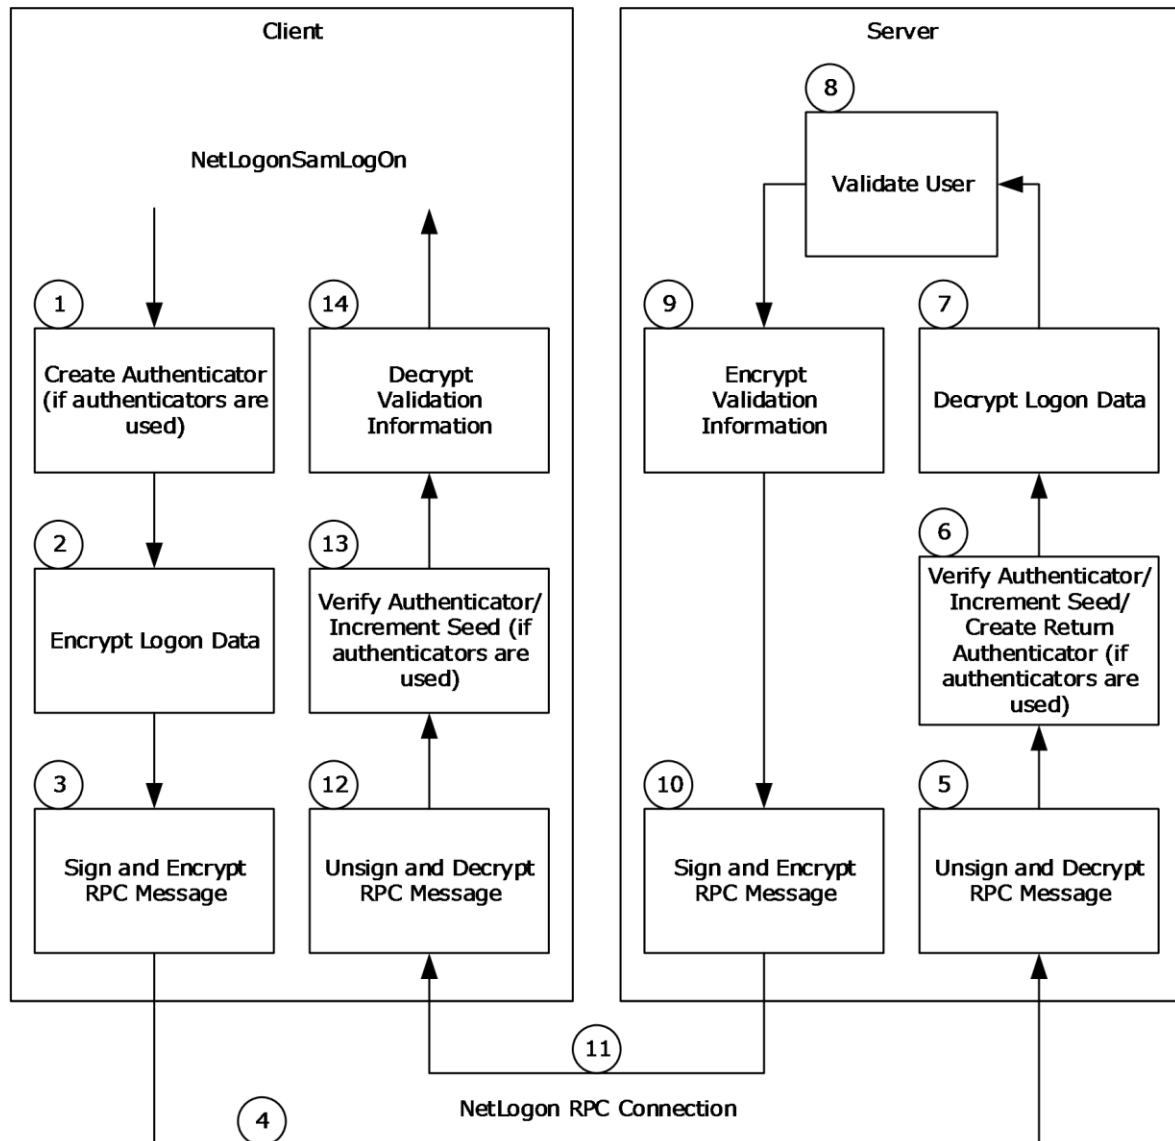 Client
NetLogonSamLogOn
1
Create Authenticator
(if authenticators are
used)
2
Encrypt Logon Data
3
Sign and Encrypt
RPC Message
14
Decrypt
Validation
Information
13
Verify Authenticator/
Increment Seed (if
authenticators are
used)
12
Unsign and Decrypt
RPC Message
Server
8
Validate User
9
Encrypt
Validation
Information
10
Sign and Encrypt
RPC Message
7
Decrypt Logon Data
6
Verify Authenticator/
Increment Seed/
Create Return
Authenticator (if
authenticators are
used)
5
Unsign and Decrypt
RPC Message
11
NetLogon RPC Connection
4